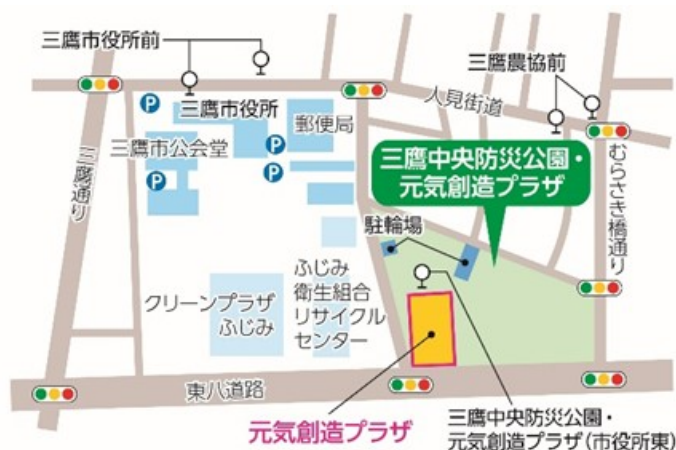 三鷹市役所前
三鷹農協前
人見街道
P
三鷹市役所
郵便局
三鷹市公会堂
P
P
P
三鷹通り
三鷹中央防災公園・
元気創造プラザ
むらさき橋通り
駐輪場
ふじみ
衛生組合
リサイクル
センター
クリーンプラザ
ふじみ
東八道路
元気創造プラザ
三鷹中央防災公園・
元気創造プラザ(市役所東)